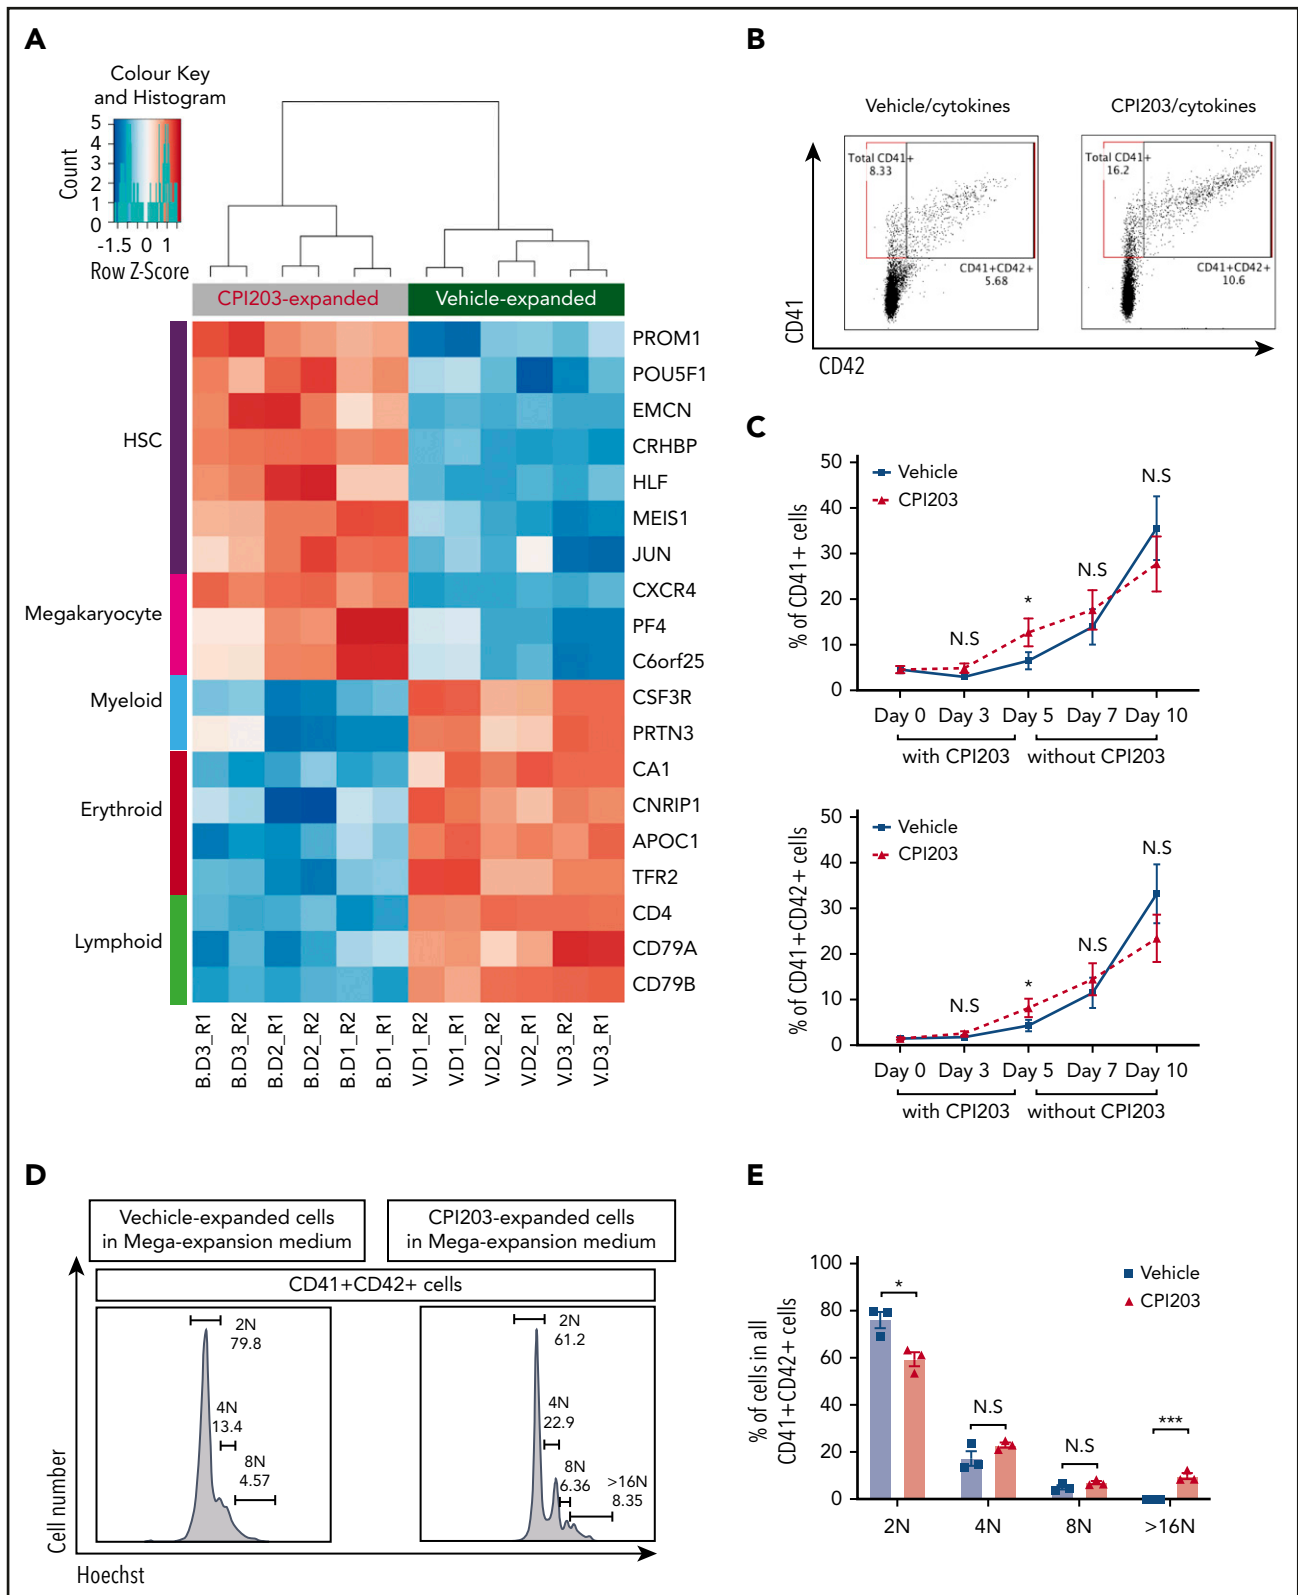 A
Colour Key
and Histogram
Count
5
4
3
2
1
0
-1.5 0 1
Row Z-Score
CPI203-expanded
Vehicle-expanded
HSC
Megakaryocyte
Myeloid
Erythroid
Lymphoid
PROM1
POU5F1
EMCN
CRHBP
HLF
MEIS1
JUN
CXCR4
PF4
C6orf25
CSF3R
PRTN3
CA1
CNRIP1
APOC1
TFR2
CD4
CD79A
CD79B
B.D3_R1
B.D3_R2
B.D2_R1
B.D2_R2
B.D1_R2
B.D1_R1
V.D1_R2
V.D1_R1
V.D2_R2
V.D2_R1
V.D3_R2
V.D3_R1
B
Vehicle/cytokines
CPI203/cytokines
Total CD41+
8.33
CD41+CD42+
5.68
Total CD41+
16.2
CD41+CD42+
10.6
CD41
CD42
C
% of CD41+ cells
50
40
30
20
10
0
Vehicle
CPI203
N.S
*
N.S
N.S
Day 0 Day 3 Day 5 Day 7 Day 10
with CPI203 without CPI203
% of CD41+CD42+ cells
50
40
30
20
10
0
Vehicle
CPI203
N.S
*
N.S
N.S
Day 0 Day 3 Day 5 Day 7 Day 10
with CPI203 without CPI203
D
Vechicle-expanded cells
in Mega-expansion medium
CPI203-expanded cells
in Mega-expansion medium
CD41+CD42+ cells
2N
79.8
4N
13.4
8N
4.57
2N
61.2
4N
22.9
8N
6.36
>16N
8.35
Cell number
Hoechst
E
% of cells in all
CD41+CD42+ cells
100
80
60
40
20
0
Vehicle
CPI203
*
N.S
N.S
***
2N 4N 8N >16N